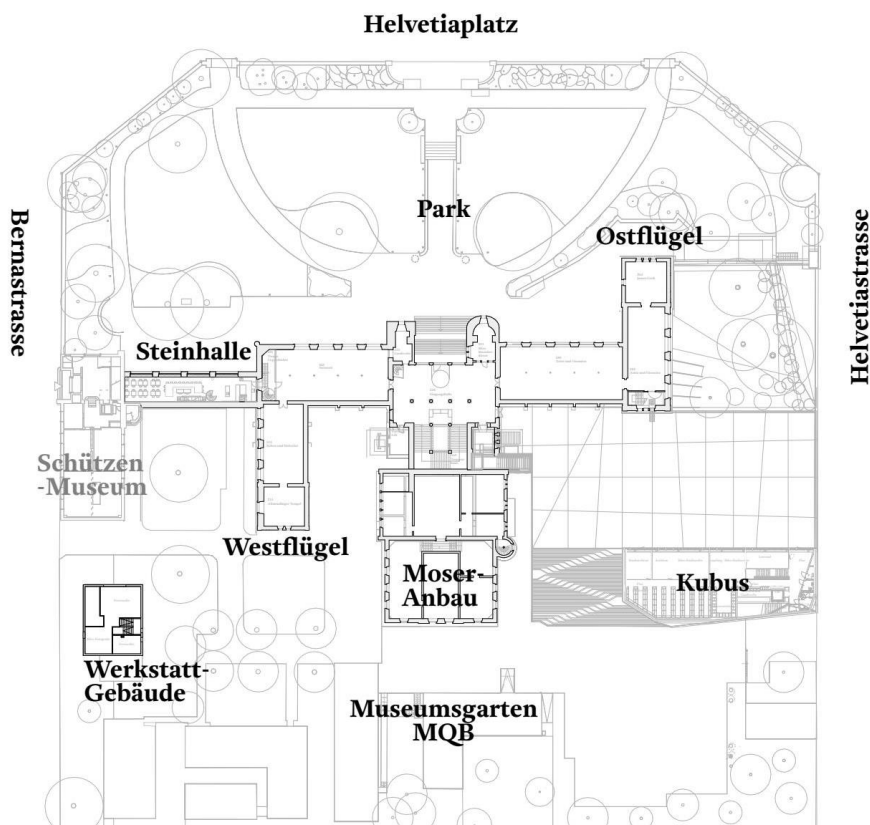 Helvetiaplatz
Bernastrasse
Park
Ostflügel
Helvetiastrasse
Steinhalle
Schützen
-Museum
Westflügel
Moser-
Anbau
Kubus
Werkstatt-
Gebäude
Museumsgarten
MQB